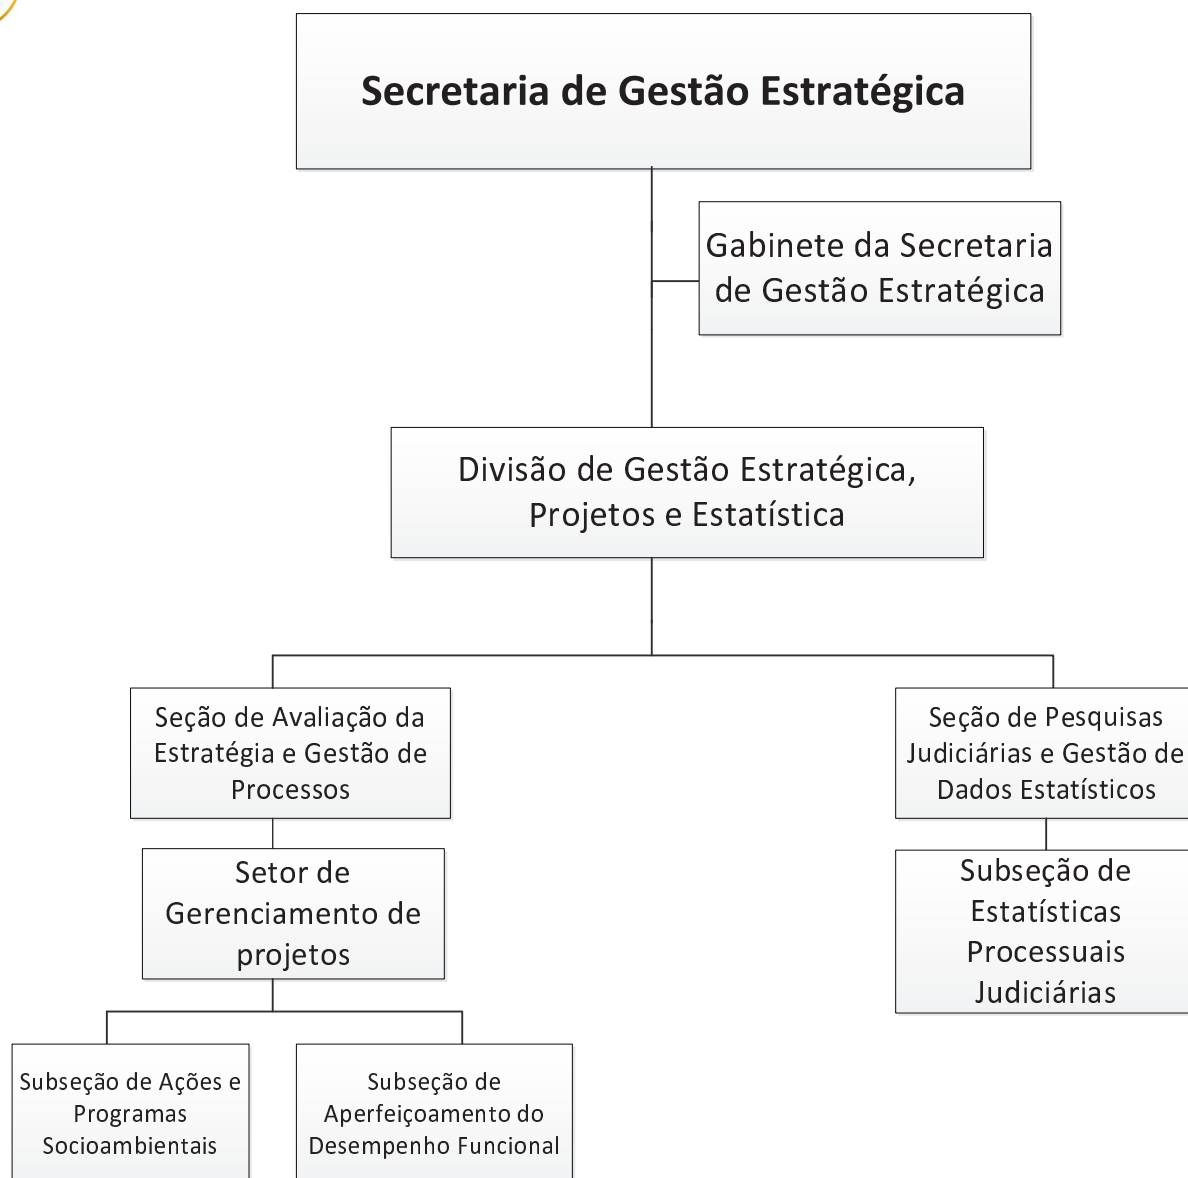 Secretaria de Gestão Estratégica
Gabinete da Secretaria
de Gestão Estratégica
Divisão de Gestão Estratégica,
Projetos e Estatística
Seção de Avaliação da
Estratégia e Gestão de
Processos
Seção de Pesquisas
Judiciárias e Gestão de
Dados Estatísticos
Setor de
Gerenciamento de
projetos
Subseção de
Estatísticas
Processuais
Judiciárias
Subseção de Ações e
Programas
Socioambientais
Subseção de
Aperfeiçoamento do
Desempenho Funcional